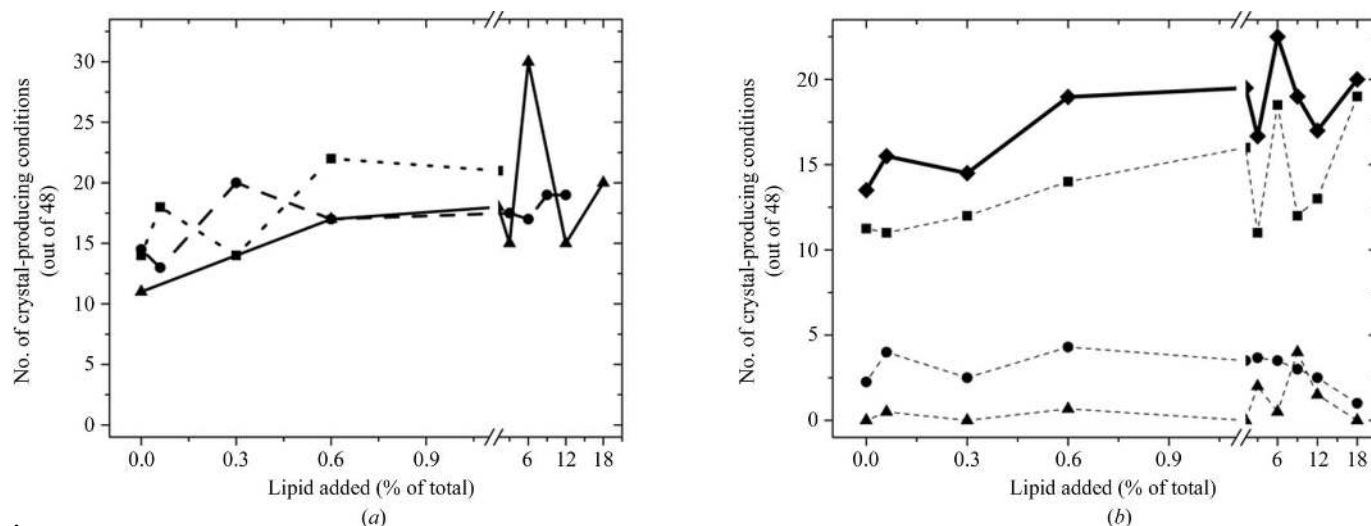 No. of crystal-producing conditions
(out of 48)
30
25
20
15
10
5
0
0.0 0.3 0.6 0.9 6 12 18
Lipid added (% of total)
(a)
No. of crystal-producing conditions
(out of 48)
20
15
10
5
0
0.0 0.3 0.6 0.9 6 12 18
Lipid added (% of total)
(b)